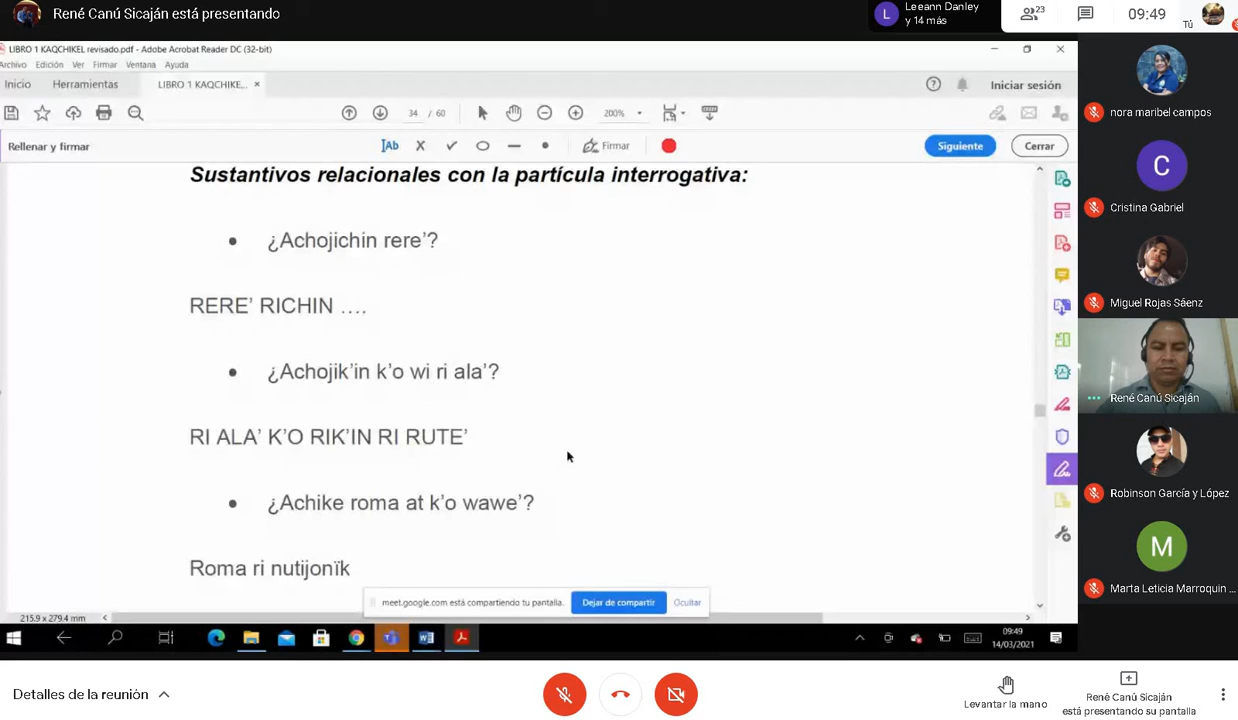 René Canú Sicaján está presentando
Leeann Danley
y 14 más
L
23
09:49
Tú
LIBRO 1 KAQCHIKEL revisado.pdf - Adobe Acrobat Reader DC (32-bit)
Archivo Edición Ver Firmar Ventana Ayuda
Inicio Herramientas LIBRO 1 KAQCHIKE... × Iniciar sesión
34 / 60 200%
Rellenar y firmar Ab Firmar Siguiente Cerrar
Sustantivos relacionales con la partícula interrogativa:
• ¿Achojichin rere’?
RERE’ RICHIN ….
• ¿Achojik’in k’o wi ri ala’?
RI ALA’ K’O RIK’IN RI RUTE’
• ¿Achike roma at k’o wawe’?
Roma ri nutijonïk
meet.google.com está compartiendo tu pantalla. Dejar de compartir Ocultar
215.9 x 279.4 mm
09:49
14/03/2021
nora maribel campos
C
Cristina Gabriel
Miguel Rojas Sáenz
René Canú Sicaján
Robinson García y López
M
Marta Leticia Marroquin ...
Detalles de la reunión
Levantar la mano
René Canú Sicaján
está presentando su pantalla